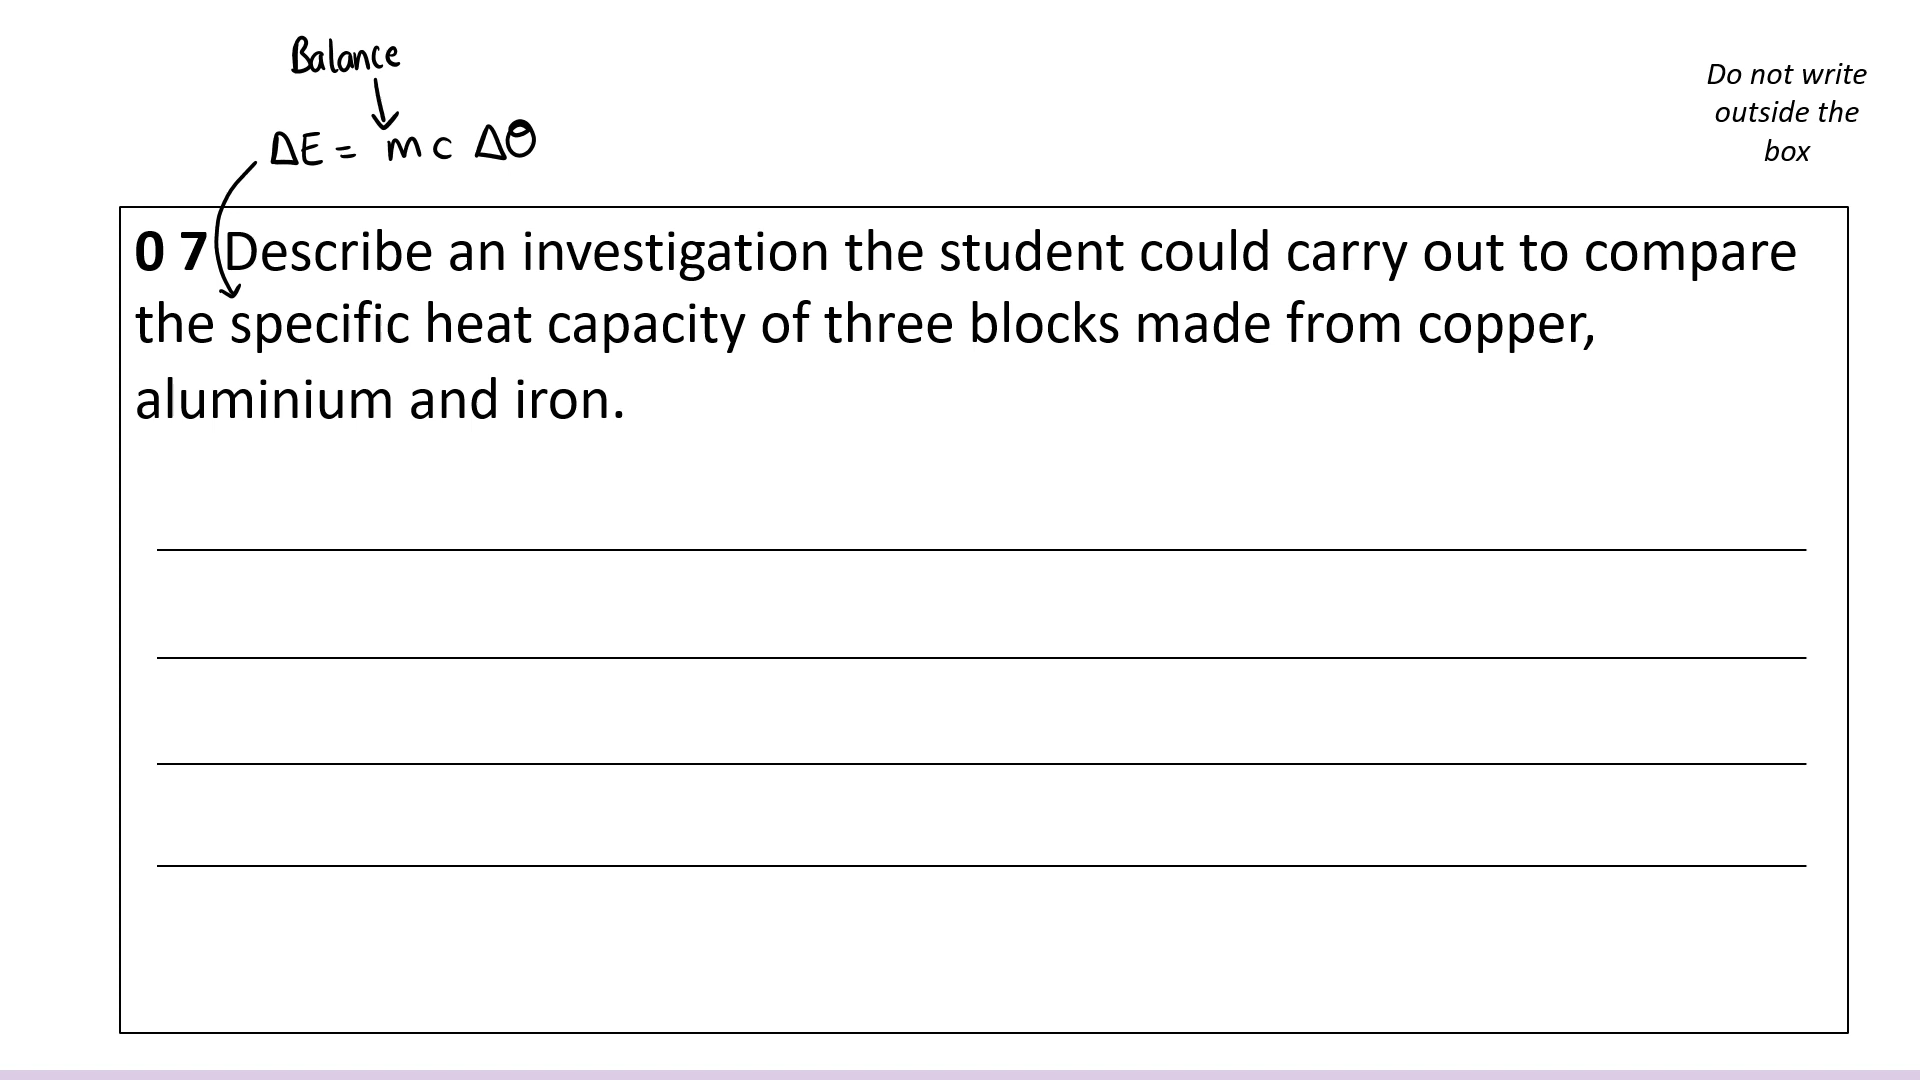 Balance
ΔE = mc Δθ
Do not write
outside the
box
0 7 Describe an investigation the student could carry out to compare
the specific heat capacity of three blocks made from copper,
aluminium and iron.